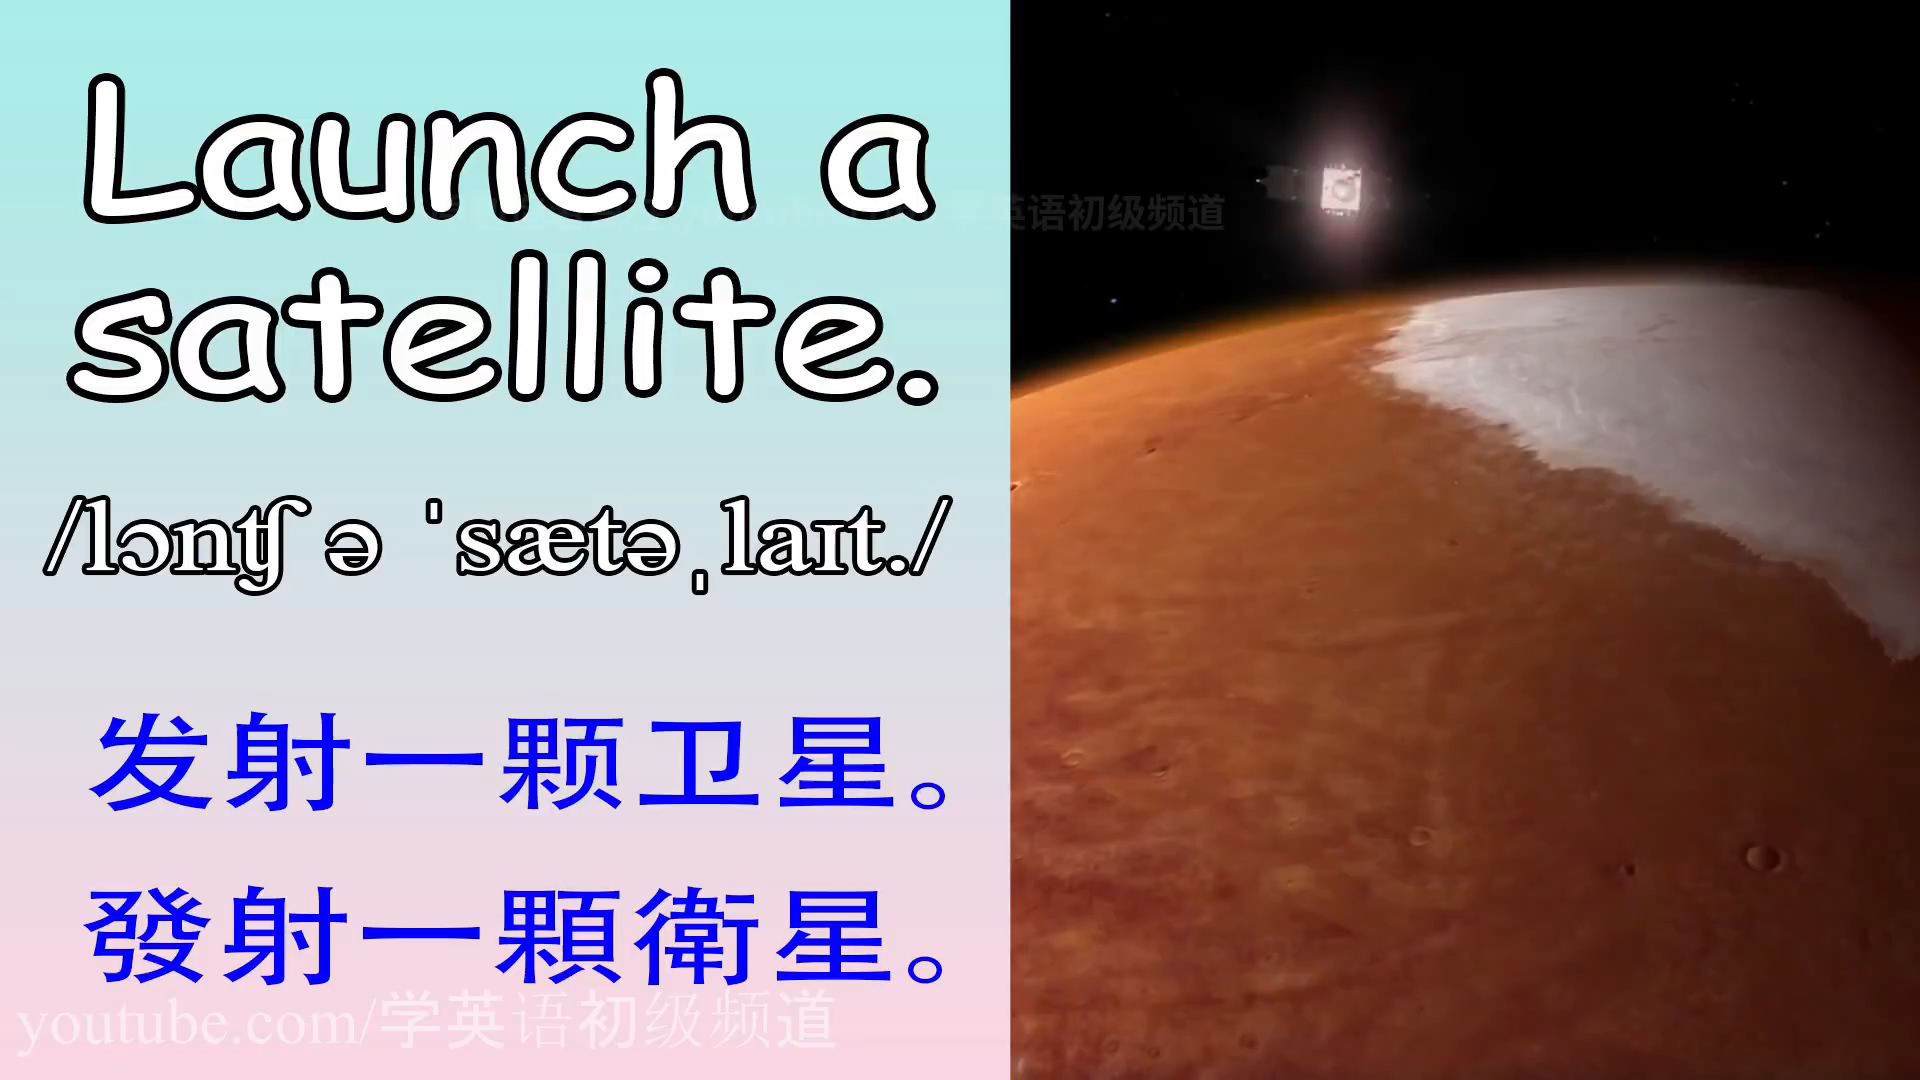 Launch a
satellite.
/lɔnʧ ə ˈsætəˌlaɪt./
发射一颗卫星。
發射一顆衛星。
youtube.com/学英语初级频道
英语初级频道